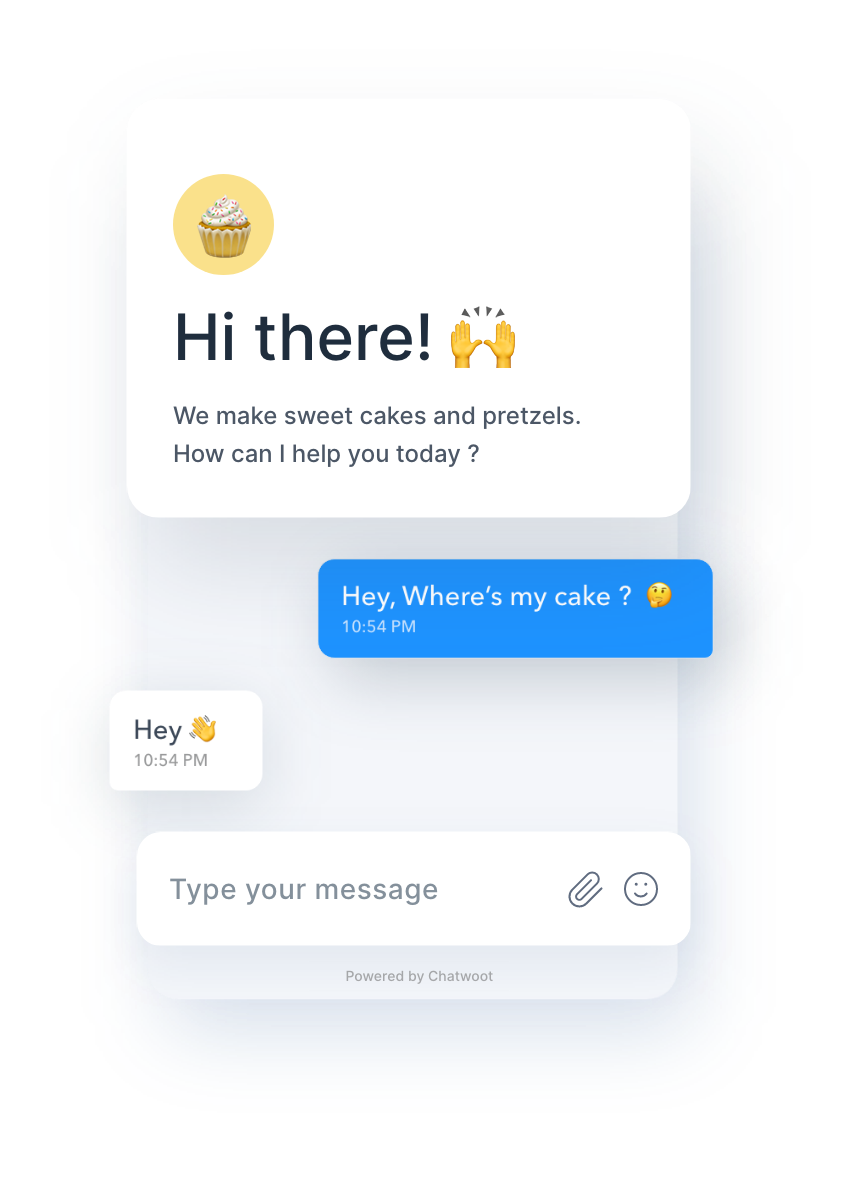 Hi there! 🙌
We make sweet cakes and pretzels.
How can I help you today ?
Hey, Where’s my cake ? 🤔
10:54 PM
Hey 👋
10:54 PM
Type your message
Powered by Chatwoot